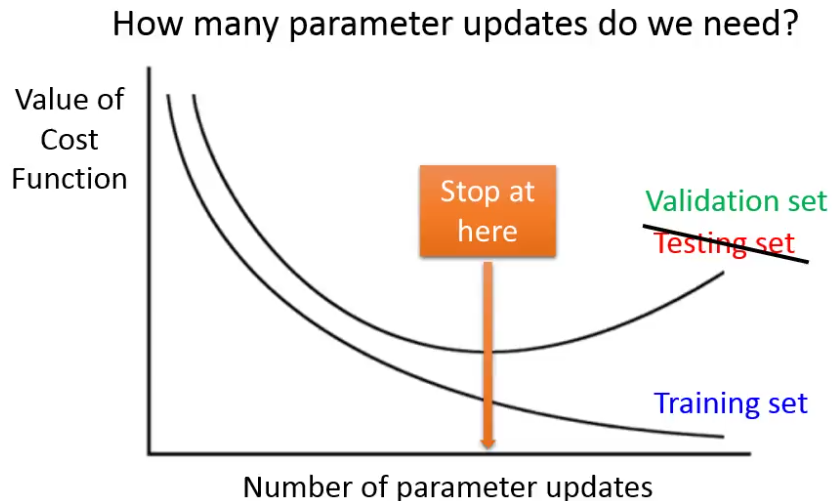 How many parameter updates do we need?
Value of
Cost
Function
Stop at
here
Validation set
Testing set
Training set
Number of parameter updates